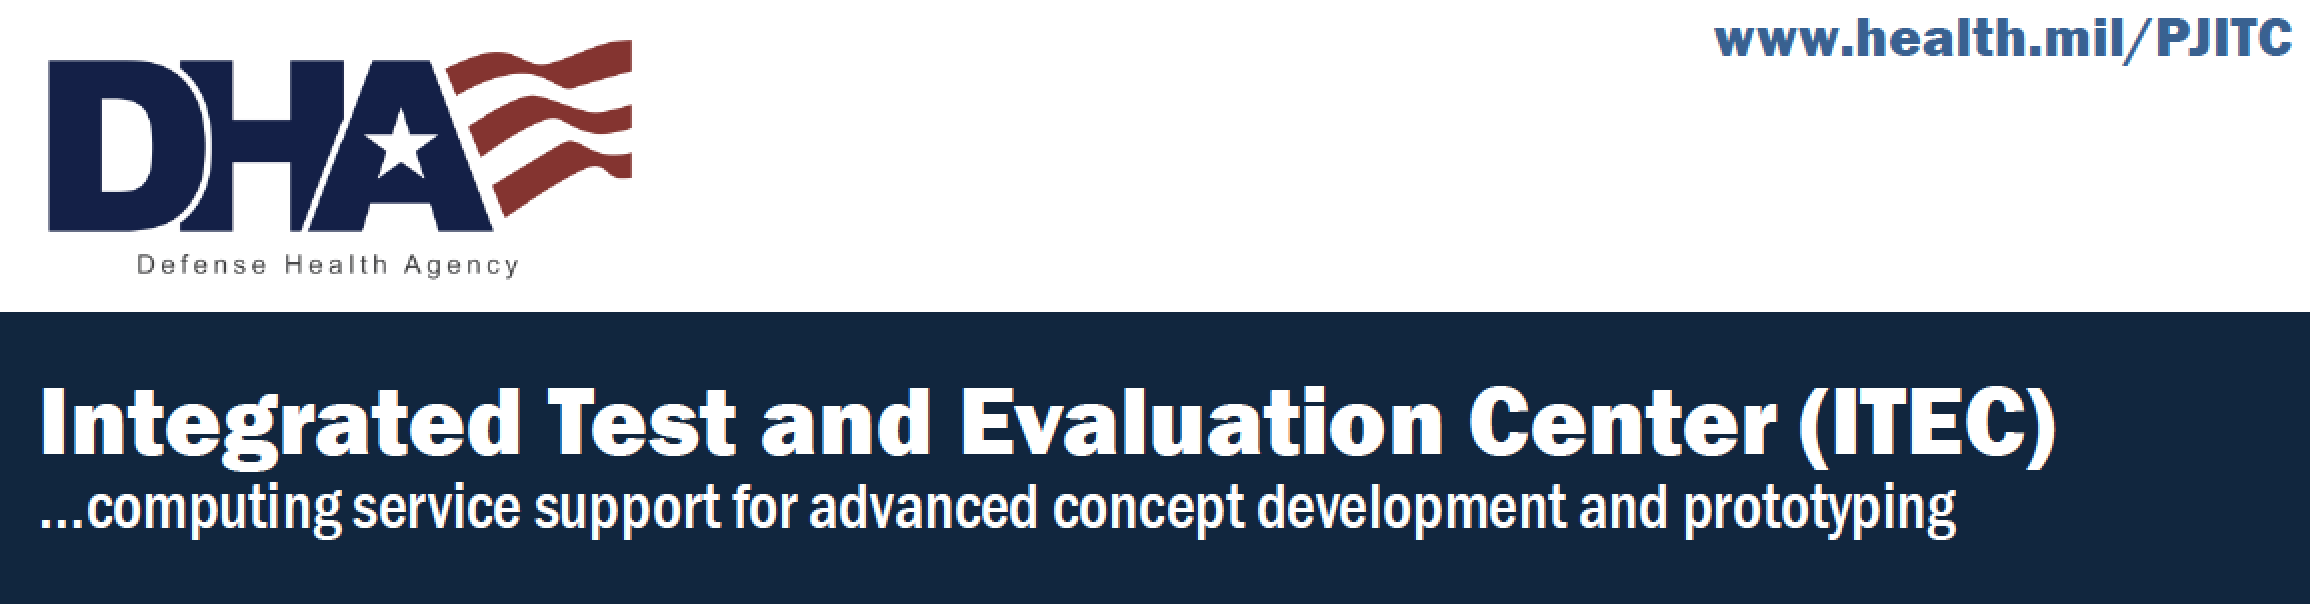 www.health.mil/PJITC
DHA
Defense Health Agency
Integrated Test and Evaluation Center (ITEC)
...computing service support for advanced concept development and prototyping